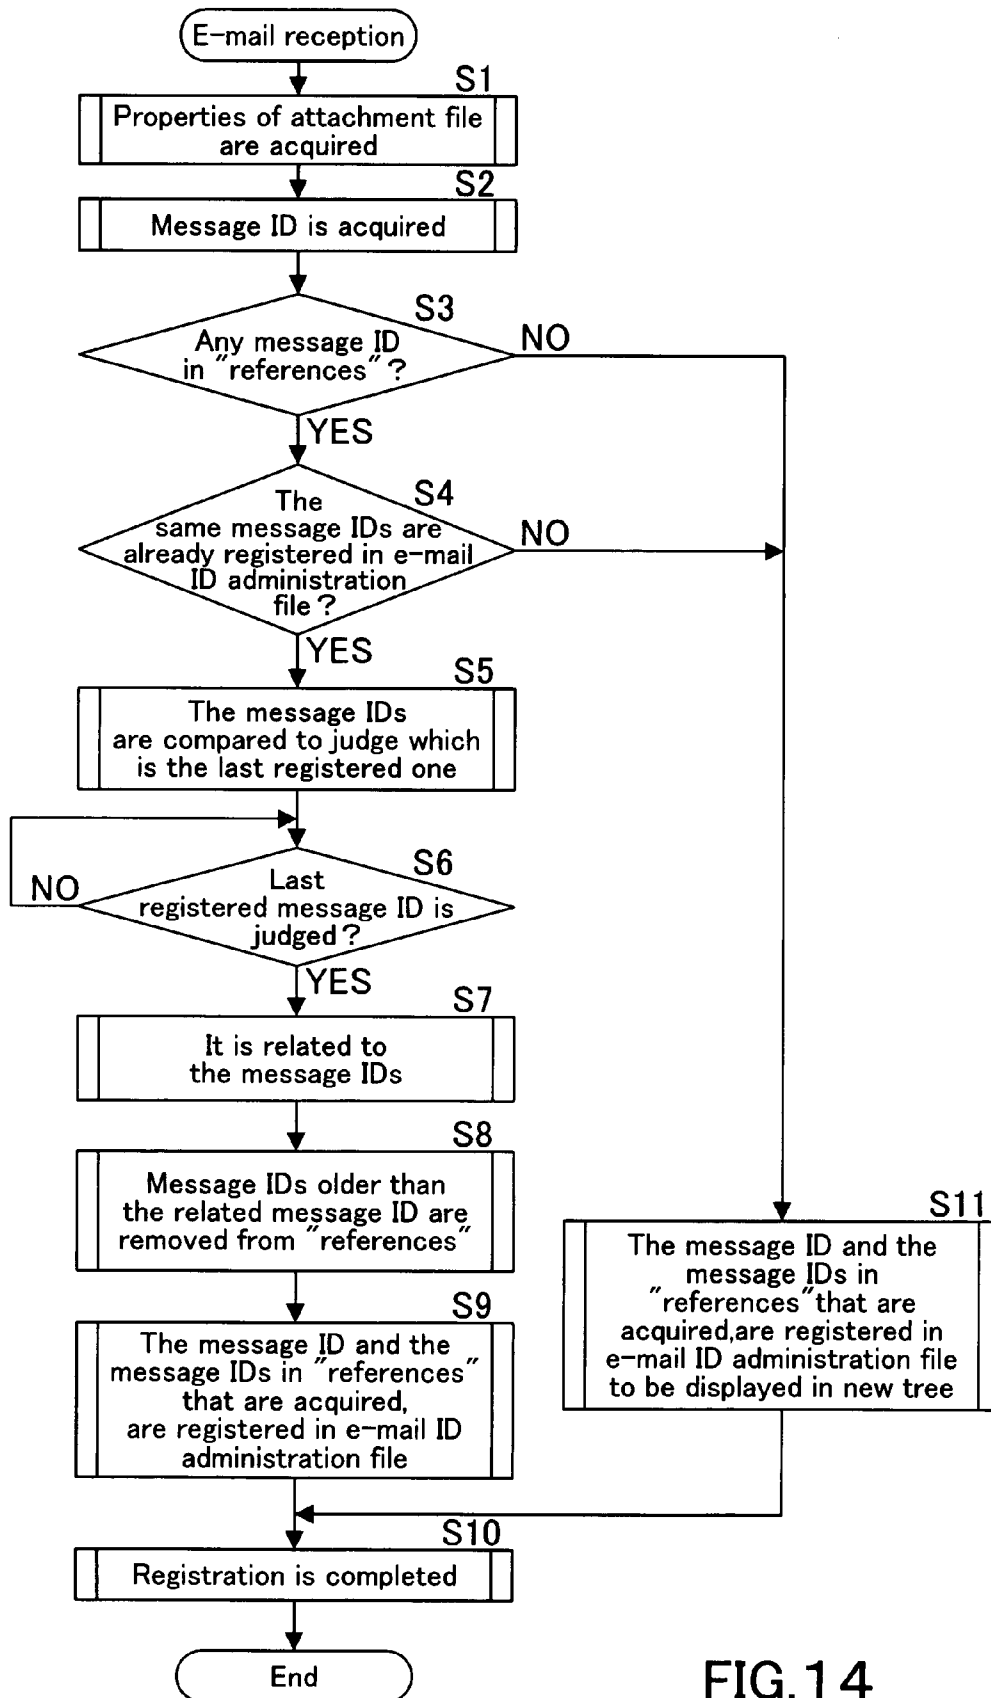 E-mail reception
S1
Properties of attachment file
are acquired
S2
Message ID is acquired
S3
Any message ID
in "references"?
NO
YES
S4
The
same message IDs are
already registered in e-mail
ID administration
file?
NO
YES
S5
The message IDs
are compared to judge which
is the last registered one
S6
Last
registered message ID is
judged?
NO
YES
S7
It is related to
the message IDs
S8
Message IDs older than
the related message ID are
removed from "references"
S9
The message ID and the
message IDs in "references"
that are acquired,
are registered in e-mail ID
administration file
S11
The message ID and the
message IDs in
"references"that are
acquired,are registered in
e-mail ID administration file
to be displayed in new tree
S10
Registration is completed
End
FIG.14